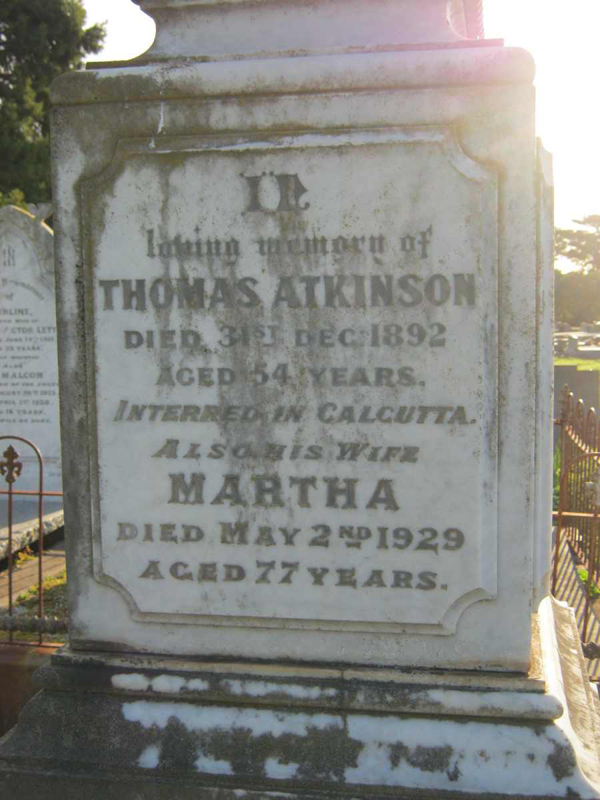 In
loving memory of
THOMAS ATKINSON
DIED 31ST DEC. 1892
AGED 54 YEARS.
INTERRED IN CALCUTTA.
ALSO HIS WIFE
MARTHA
DIED MAY 2ND 1929
AGED 77 YEARS.
MALCOM